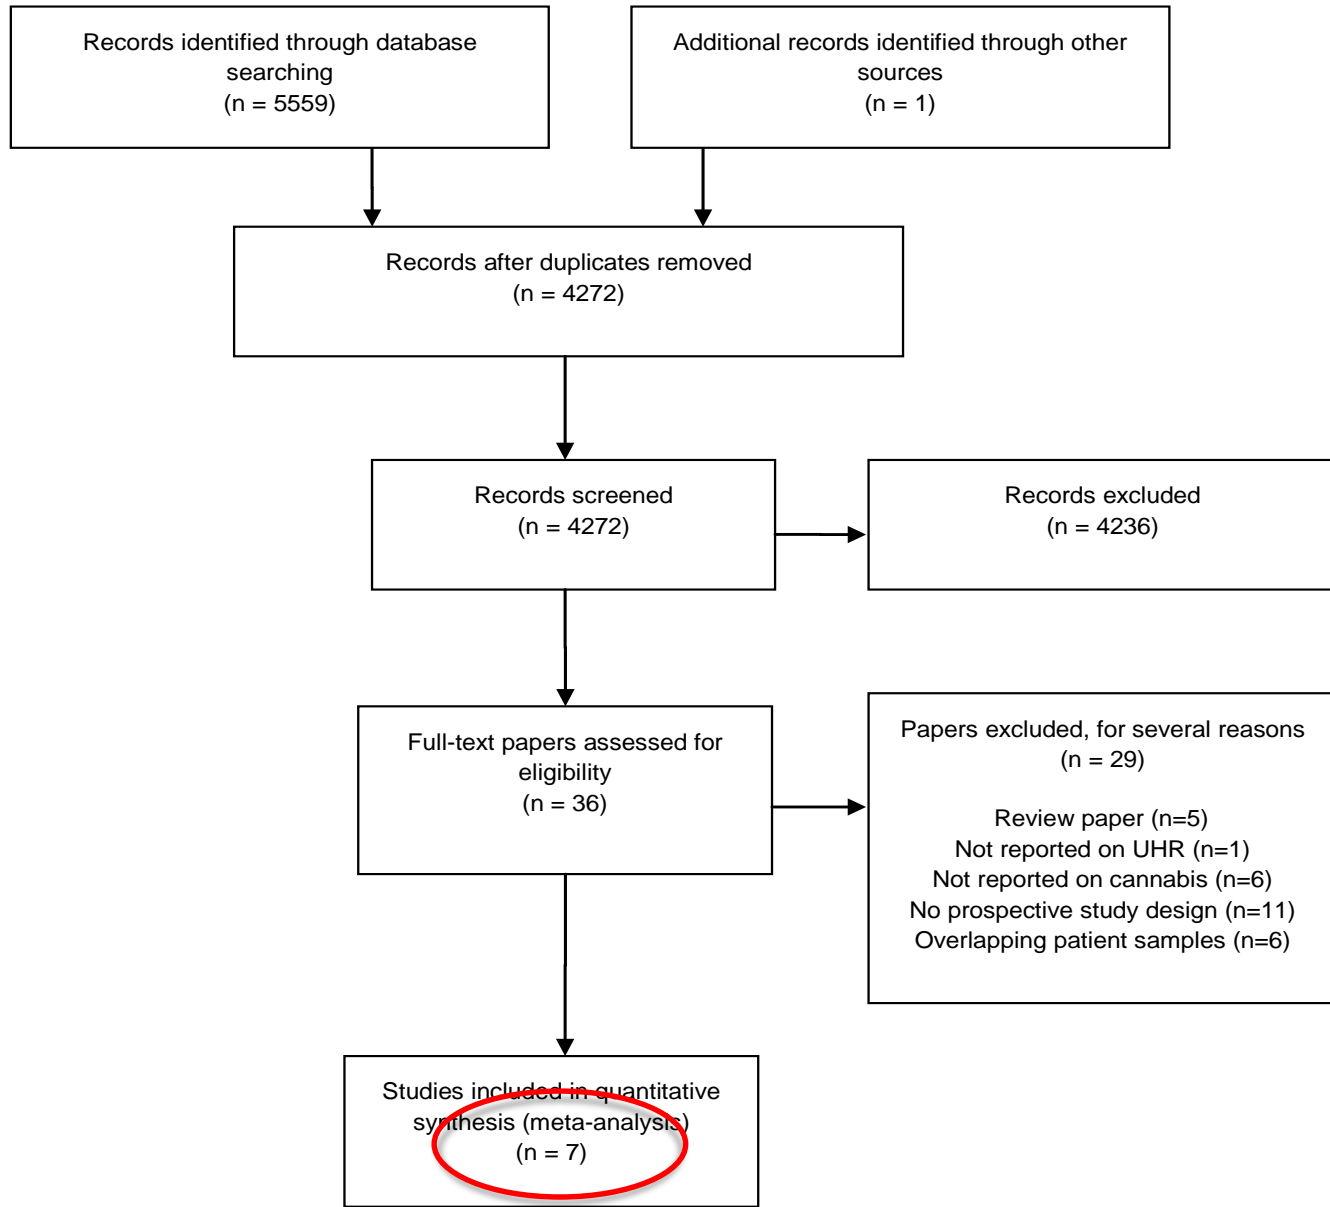 Records identified through database
searching
(n = 5559)
Additional records identified through other
sources
(n = 1)
Records after duplicates removed
(n = 4272)
Records screened
(n = 4272)
Records excluded
(n = 4236)
Full-text papers assessed for
eligibility
(n = 36)
Papers excluded, for several reasons
(n = 29)
Review paper (n=5)
Not reported on UHR (n=1)
Not reported on cannabis (n=6)
No prospective study design (n=11)
Overlapping patient samples (n=6)
Studies included in quantitative
synthesis (meta-analysis)
(n = 7)